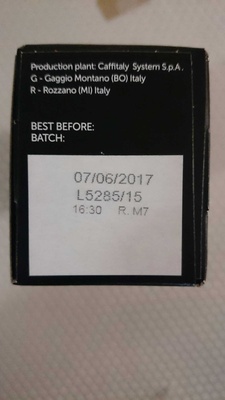 Production plant: Caffitaly System S.p.A.
G - Gaggio Montano (BO) Italy
R - Rozzano (MI) Italy
BEST BEFORE:
BATCH:
07/06/2017
L5285/15
16:30 R. M7